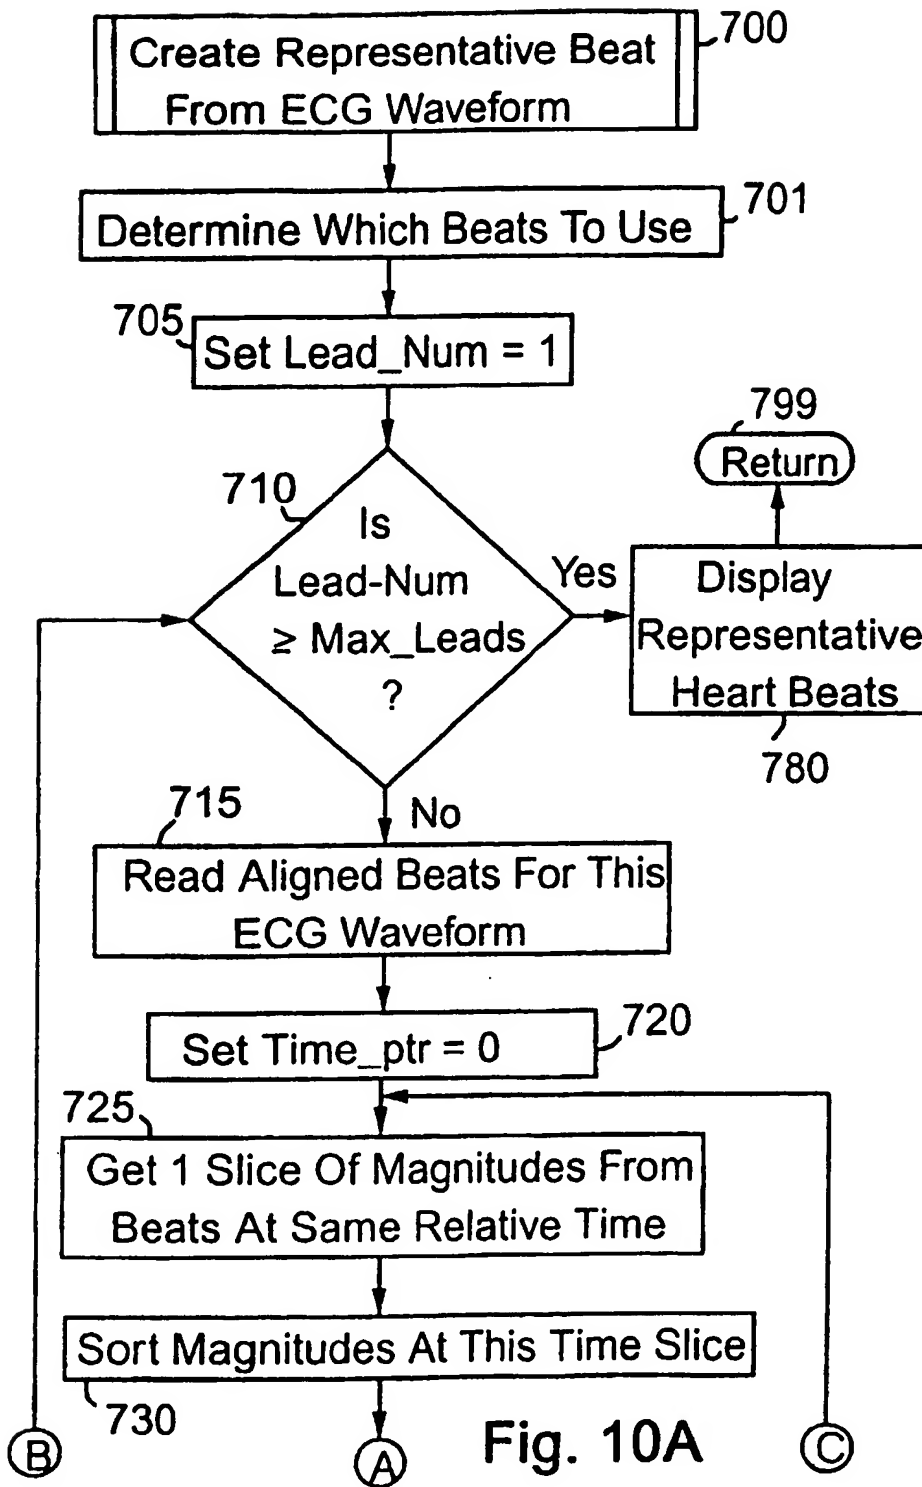 700
Create Representative Beat
From ECG Waveform
701
Determine Which Beats To Use
705
Set Lead_Num = 1
799
Return
710
Is
Lead-Num
≥ Max_Leads
?
Yes
Display
Representative
Heart Beats
780
No
715
Read Aligned Beats For This
ECG Waveform
720
Set Time_ptr = 0
725
Get 1 Slice Of Magnitudes From
Beats At Same Relative Time
Sort Magnitudes At This Time Slice
730
B
A
Fig. 10A
C